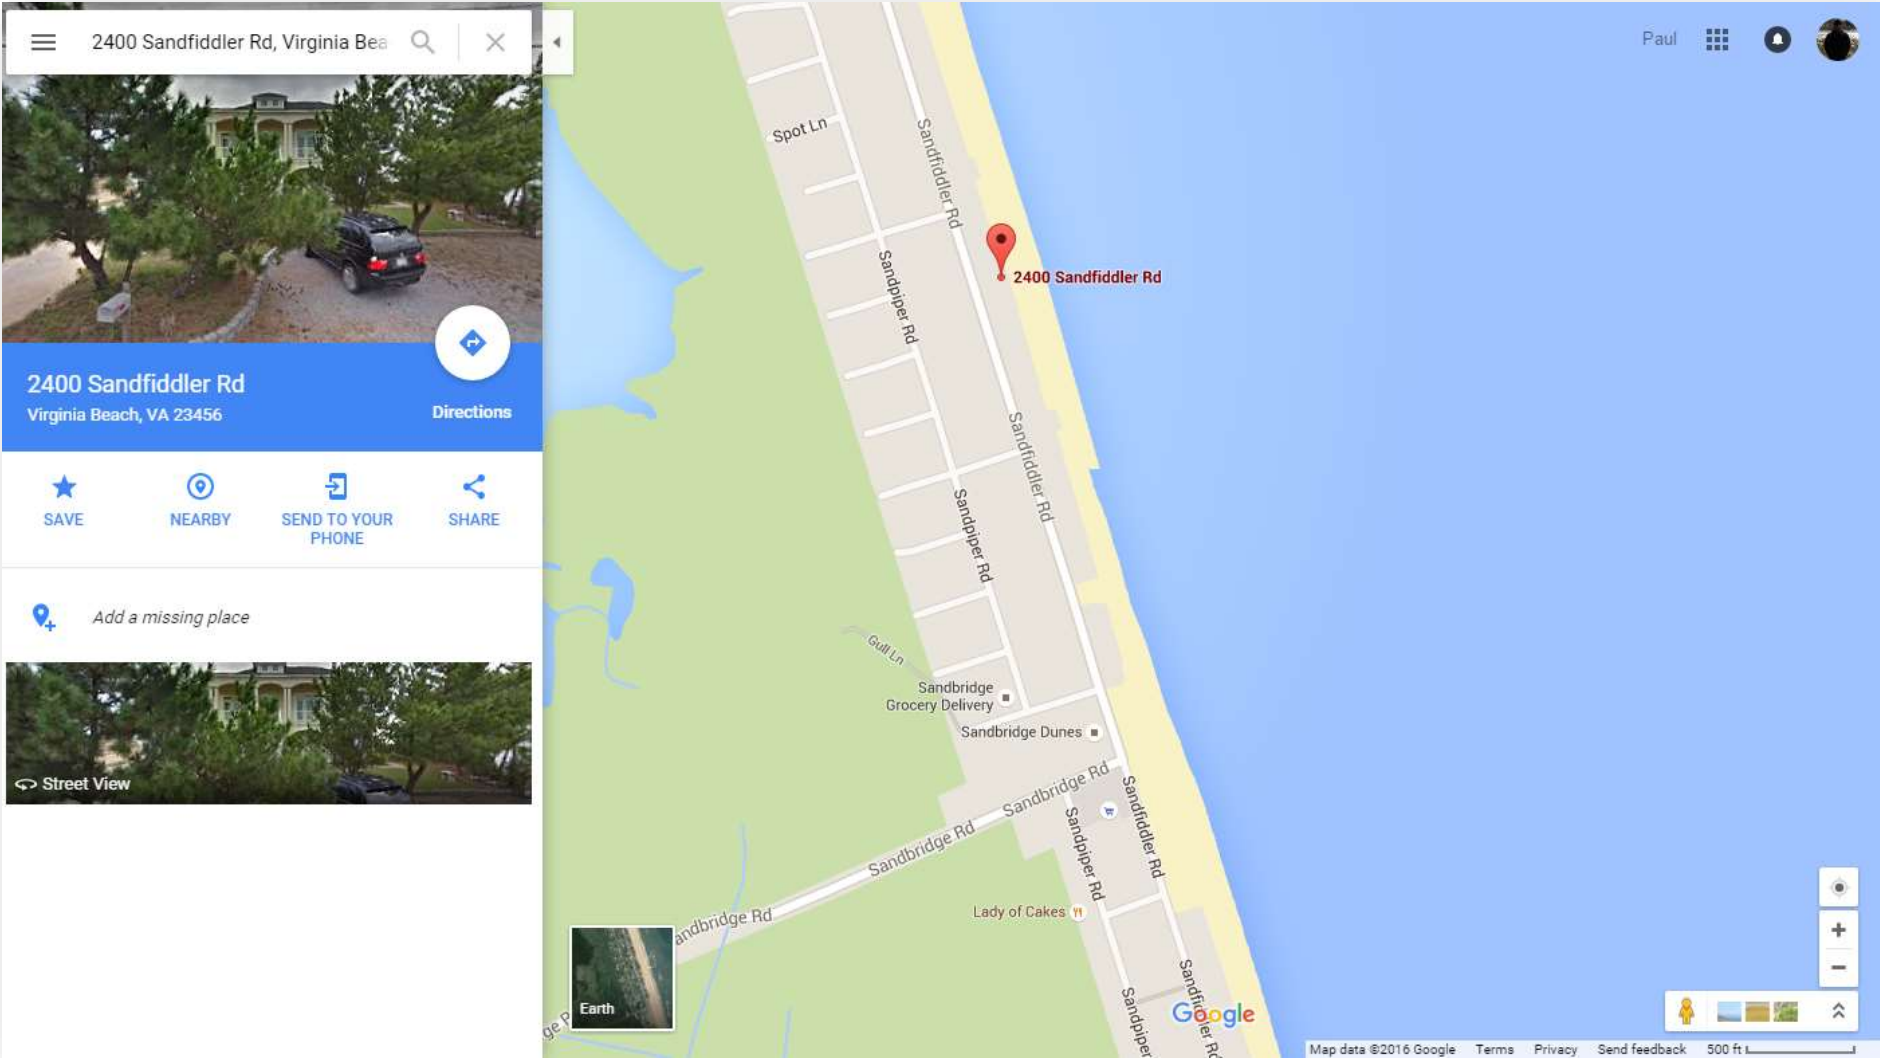 2400 Sandfiddler Rd, Virginia Bea
Paul
2400 Sandfiddler Rd
Virginia Beach, VA 23456
Directions
SAVE
NEARBY
SEND TO YOUR
PHONE
SHARE
Add a missing place
Street View
Spot Ln
Sandfiddler Rd
Sandpiper Rd
2400 Sandfiddler Rd
Sandfiddler Rd
Sandpiper Rd
Gull Ln
Sandbridge
Grocery Delivery
Sandbridge Dunes
Sandbridge Rd
Sandfiddler Rd
Sandpiper Rd
Sandbridge Rd
Lady of Cakes
andbridge Rd
Sandfiddler Rd
Sandpiper
ge R
Earth
Google
Map data ©2016 Google
Terms
Privacy
Send feedback
500 ft